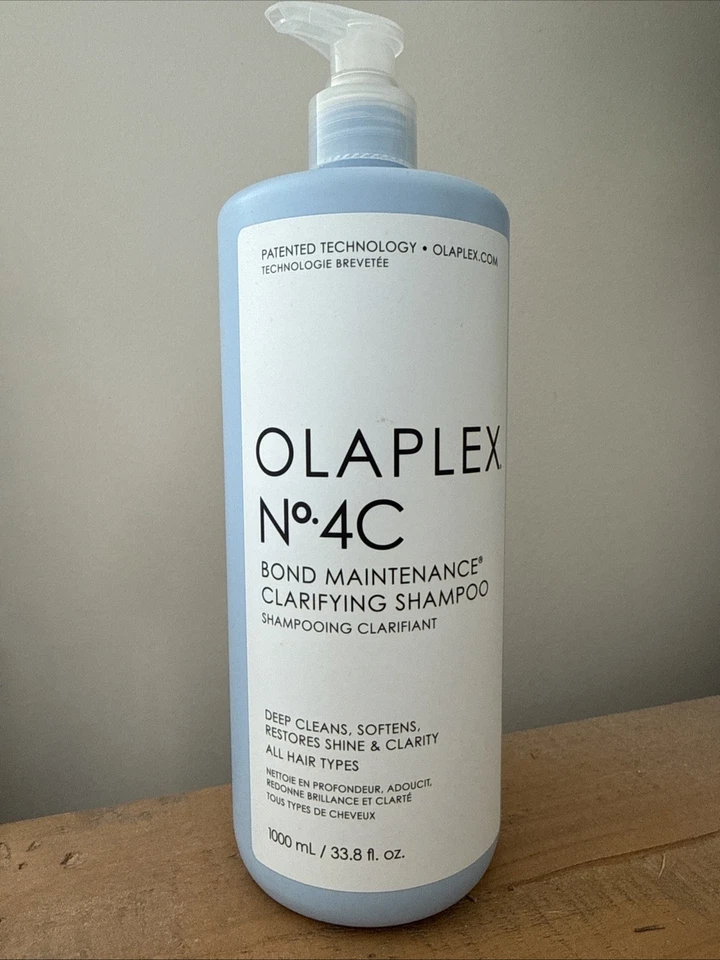 PATENTED TECHNOLOGY • OLAPLEX.COM
TECHNOLOGIE BREVETÉE
OLAPLEX.
Nº.4C
BOND MAINTENANCE®
CLARIFYING SHAMPOO
SHAMPOOING CLARIFIANT
DEEP CLEANS, SOFTENS,
RESTORES SHINE & CLARITY
ALL HAIR TYPES
NETTOIE EN PROFONDEUR, ADOUCIT,
REDONNE BRILLANCE ET CLARTÉ
TOUS TYPES DE CHEVEUX
1000 mL / 33.8 fl. oz.